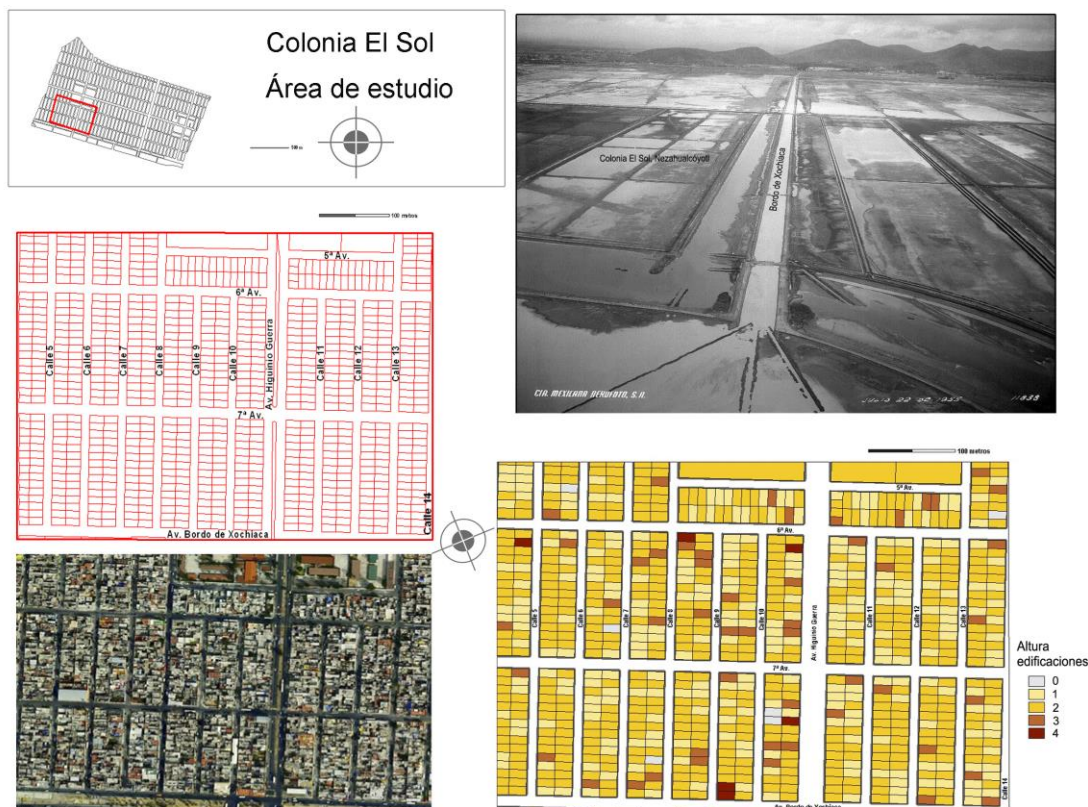 Colonia El Sol
Área de estudio
100 metros
5ª Av.
6ª Av.
Calle 5
Calle 6
Calle 7
Calle 8
Calle 9
Calle 10
Av. Higuinio Guerra
Calle 11
Calle 12
Calle 13
7ª Av.
Calle 14
Av. Bordo de Xochiaca
Colonia El Sol, Nezahualcóyotl
Bordo de Xochiaca
CIA. MEXICANA AEROFOTO, S.A.
100 metros
5ª Av.
6ª Av.
Calle 5
Calle 6
Calle 7
Calle 8
Calle 9
Calle 10
Av. Higuinio Guerra
Calle 11
Calle 12
Calle 13
7ª Av.
Calle 14
Av. Bordo de Xochiaca
Altura
edificaciones
0
1
2
3
4